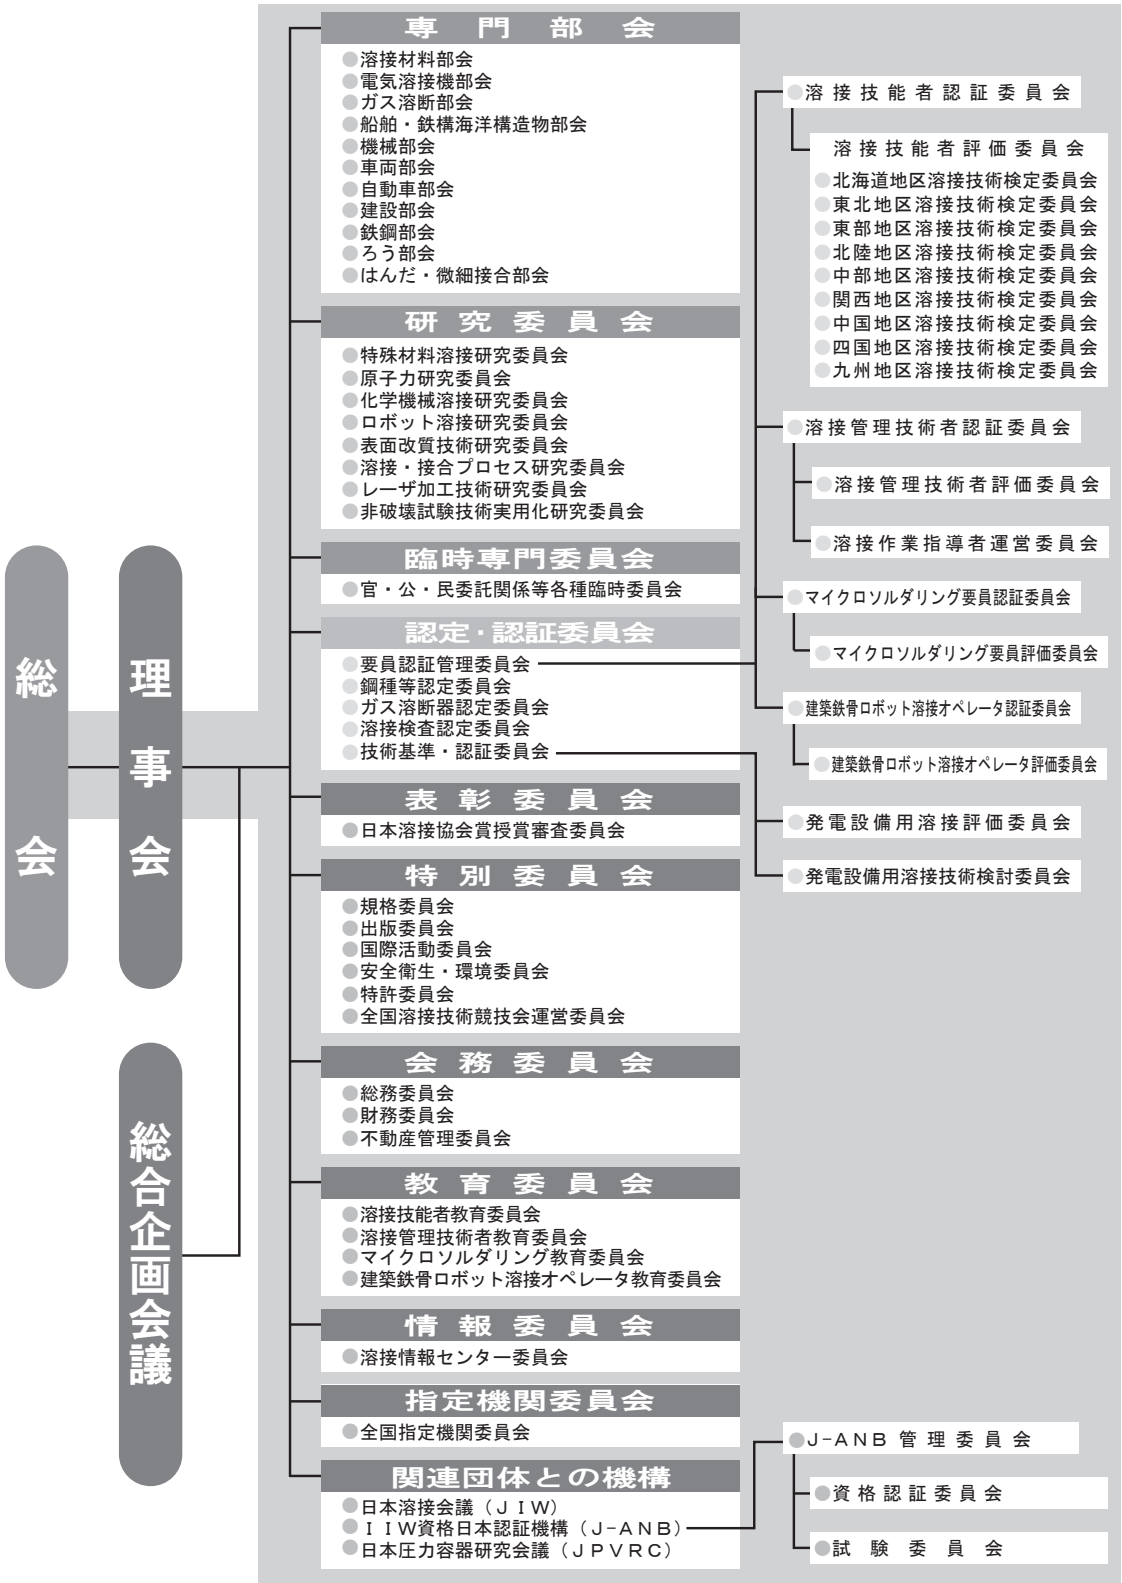 総会
理事会
総合企画会議
専門部会
●溶接材料部会
●電気溶接機部会
●ガス溶断部会
●船舶・鉄構海洋構造物部会
●機械部会
●車両部会
●自動車部会
●建設部会
●鉄鋼部会
●ろう部会
●はんだ・微細接合部会
研究委員会
●特殊材料溶接研究委員会
●原子力研究委員会
●化学機械溶接研究委員会
●ロボット溶接研究委員会
●表面改質技術研究委員会
●溶接・接合プロセス研究委員会
●レーザ加工技術研究委員会
●非破壊試験技術実用化研究委員会
臨時専門委員会
●官・公・民委託関係等各種臨時委員会
認定・認証委員会
●要員認証管理委員会
●鋼種等認定委員会
●ガス溶断器認定委員会
●溶接検査認定委員会
●技術基準・認証委員会
表彰委員会
●日本溶接協会賞授賞審査委員会
特別委員会
●規格委員会
●出版委員会
●国際活動委員会
●安全衛生・環境委員会
●特許委員会
●全国溶接技術競技会運営委員会
会務委員会
●総務委員会
●財務委員会
●不動産管理委員会
教育委員会
●溶接技能者教育委員会
●溶接管理技術者教育委員会
●マイクロソルダリング教育委員会
●建築鉄骨ロボット溶接オペレータ教育委員会
情報委員会
●溶接情報センター委員会
指定機関委員会
●全国指定機関委員会
関連団体との機構
●日本溶接会議（ＪＩＷ）
●ＩＩＷ資格日本認証機構（Ｊ-ＡＮＢ）
●日本圧力容器研究会議（ＪＰＶＲＣ）
●溶接技能者認証委員会
溶接技能者評価委員会
●北海道地区溶接技術検定委員会
●東北地区溶接技術検定委員会
●東部地区溶接技術検定委員会
●北陸地区溶接技術検定委員会
●中部地区溶接技術検定委員会
●関西地区溶接技術検定委員会
●中国地区溶接技術検定委員会
●四国地区溶接技術検定委員会
●九州地区溶接技術検定委員会
●溶接管理技術者認証委員会
●溶接管理技術者評価委員会
●溶接作業指導者運営委員会
●マイクロソルダリング要員認証委員会
●マイクロソルダリング要員評価委員会
●建築鉄骨ロボット溶接オペレータ認証委員会
●建築鉄骨ロボット溶接オペレータ評価委員会
●発電設備用溶接評価委員会
●発電設備用溶接技術検討委員会
●Ｊ-ＡＮＢ管理委員会
●資格認証委員会
●試験委員会